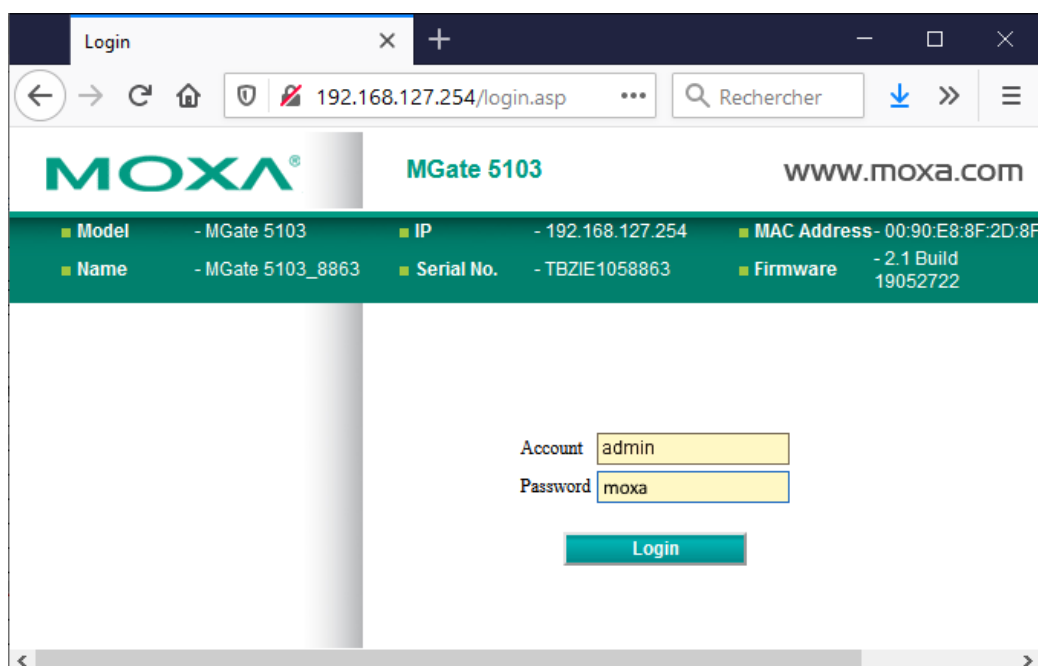 Login
192.168.127.254/login.asp
Rechercher
MOXA®
MGate 5103
www.moxa.com
Model - MGate 5103 IP - 192.168.127.254 MAC Address - 00:90:E8:8F:2D:8F
Name - MGate 5103_8863 Serial No. - TBZIE1058863 Firmware - 2.1 Build
19052722
Account admin
Password moxa
Login